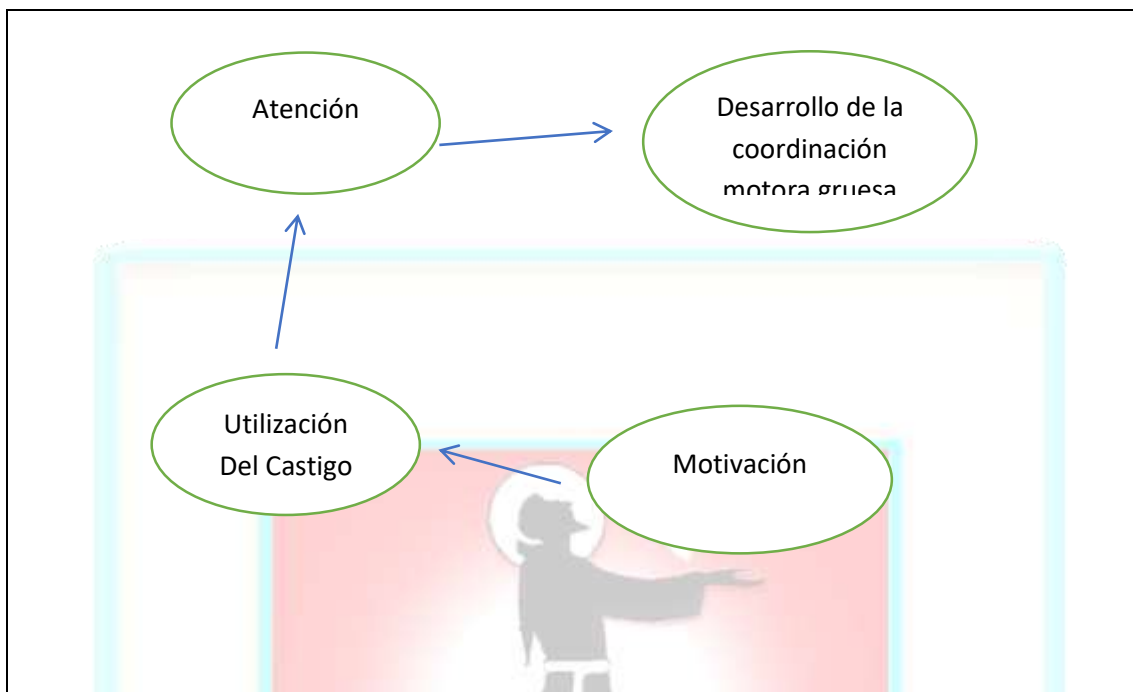 Atención
Desarrollo de la
coordinación
motora gruesa
Utilización
Del Castigo
Motivación